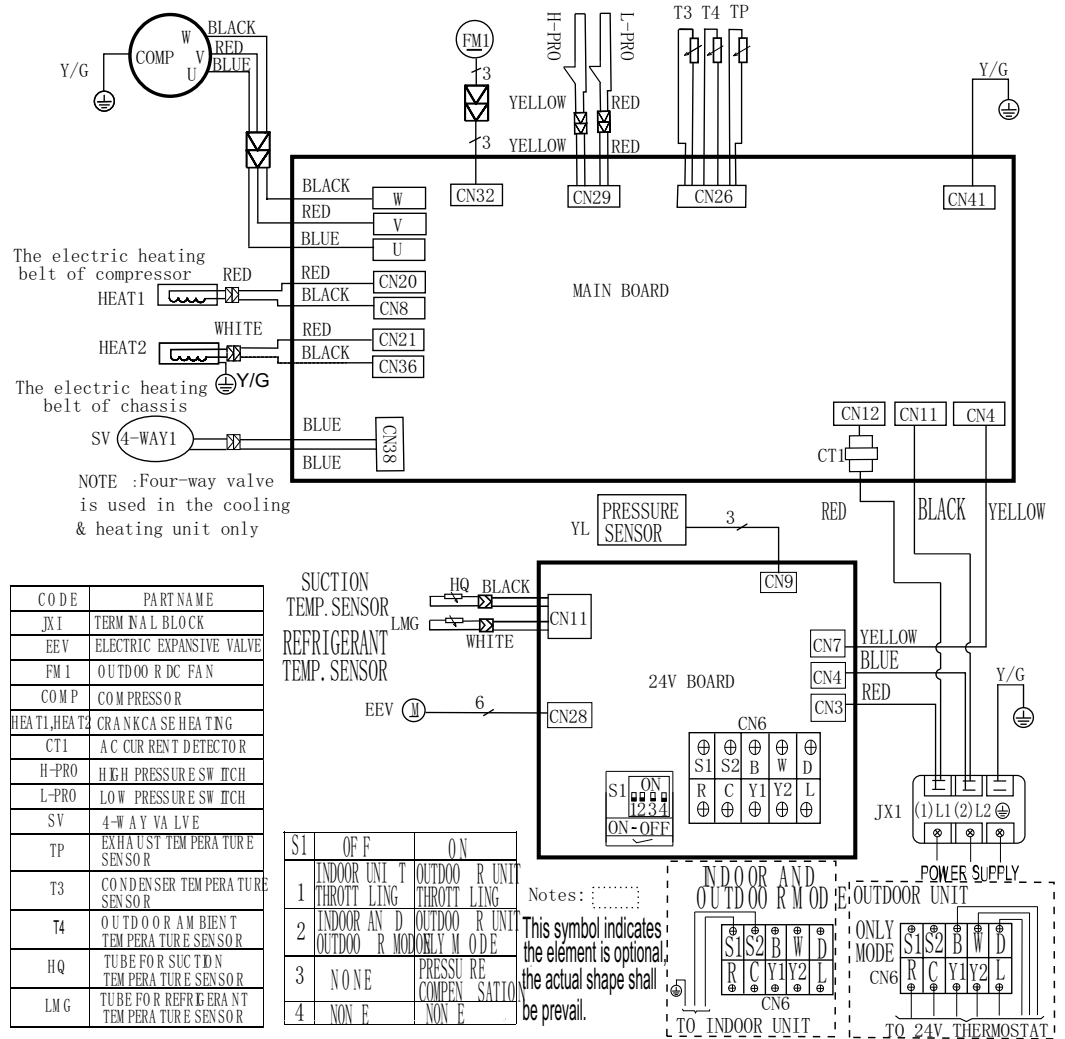 COMP
W
V
U
BLACK
RED
BLUE
Y/G
FM1
3
3
H-PRO
L-PRO
YELLOW
RED
YELLOW
RED
T3 T4 TP
Y/G
BLACK
W
RED
V
BLUE
U
CN32
CN29
CN26
CN41
The electric heating
belt of compressor
RED
HEAT1
RED
CN20
BLACK
CN8
MAIN BOARD
WHITE
HEAT2
RED
CN21
BLACK
CN36
Y/G
The electric heating
belt of chassis
SV
4-WAY1
BLUE
BLUE
CN38
CN12
CN11
CN4
CT1
NOTE :Four-way valve
is used in the cooling
& heating unit only
RED
BLACK
YELLOW
YL
PRESSURE
SENSOR
3
CN9
SUCTION
TEMP.SENSOR
HQ
BLACK
LMG
WHITE
CN11
REFRIGERANT
TEMP.SENSOR
EEV
M
6
CN28
24V BOARD
CN7
YELLOW
CN4
BLUE
CN3
RED
Y/G
CN6
S1 S2 B W D
R C Y1 Y2 L
S1
ON
1234
ON-OFF
JX1
(1)L1 (2)L2
POWER SUPPLY
CODE PARTNAME
JX1 TERMINAL BLOCK
EEV ELECTRIC EXPANSIVE VALVE
FM1 OUTDOOR DC FAN
COMP COMPRESSOR
HEAT1,HEAT2 CRANKCASE HEATING
CT1 AC CURRENT DETECTOR
H-PRO HIGH PRESSURE SWITCH
L-PRO LOW PRESSURE SWITCH
SV 4-WAY VALVE
TP EXHAUST TEMPERATURE
SENSOR
T3 CONDENSER TEMPERATURE
SENSOR
T4 OUTDOOR AMBIENT
TEMPERATURE SENSOR
HQ TUBE FOR SUCTION
TEMPERATURE SENSOR
LMG TUBE FOR REFRIGERANT
TEMPERATURE SENSOR
S1 OFF ON
1 INDOOR UNIT OUTDOOR UNIT
THROTTLING THROTTLING
2 INDOOR AND OUTDOOR UNIT
OUTDOOR MODE ONLY MODE
3 NONE PRESSURE
COMPENSATION
4 NONE NONE
Notes:
This symbol indicates
the element is optional,
the actual shape shall
be prevail.
INDOOR AND
OUTDOOR MODE
S1 S2 B W D
R C Y1 Y2 L
CN6
TO INDOOR UNIT
OUTDOOR UNIT
ONLY
MODE
CN6
S1 S2 B W D
R C Y1 Y2 L
TO 24V THERMOSTAT